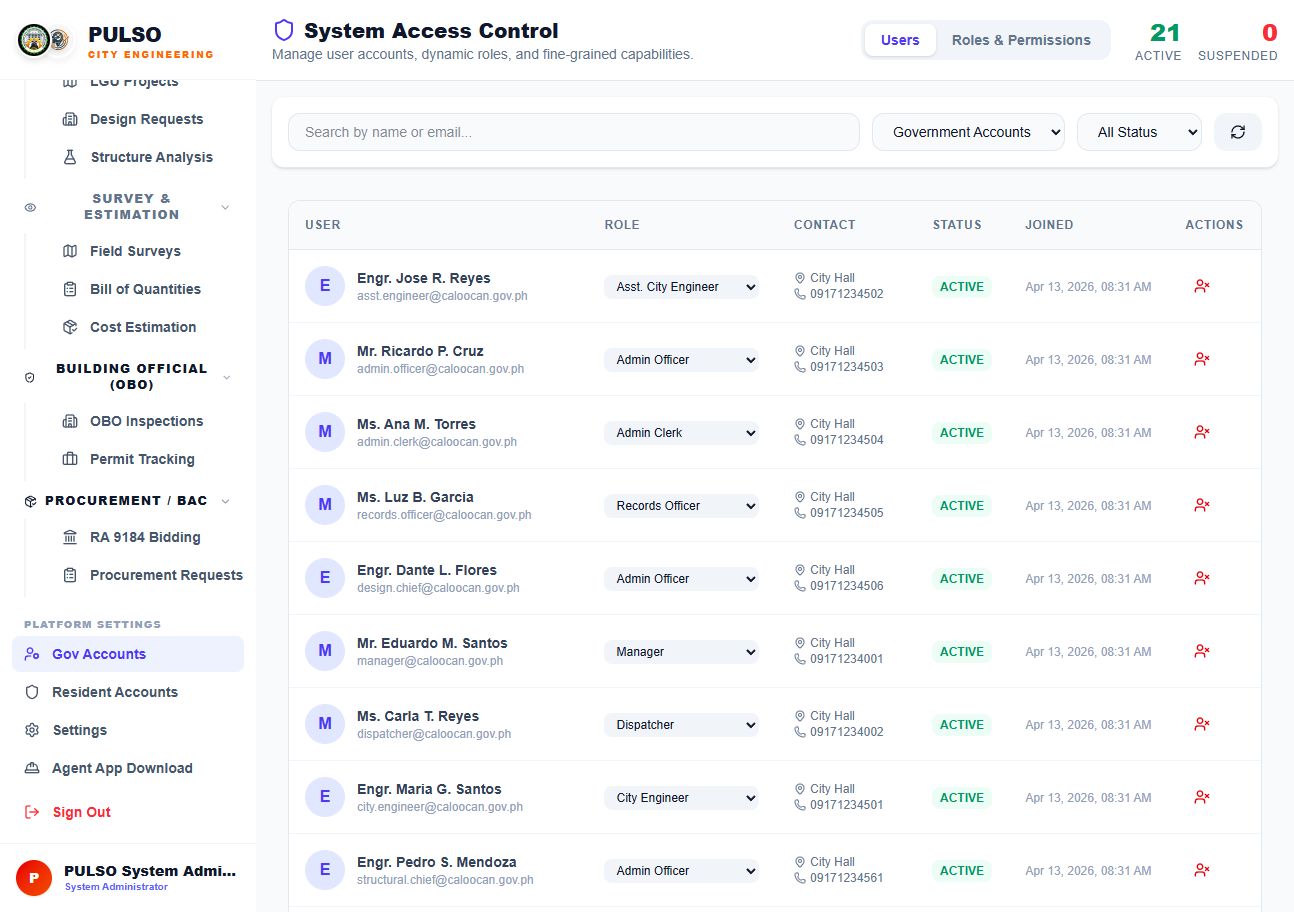 PULSO
CITY ENGINEERING
System Access Control
Manage user accounts, dynamic roles, and fine-grained capabilities.
Users
Roles & Permissions
21
ACTIVE
0
SUSPENDED
LGU Projects
Design Requests
Structure Analysis
SURVEY &
ESTIMATION
Field Surveys
Bill of Quantities
Cost Estimation
BUILDING OFFICIAL
(OBO)
OBO Inspections
Permit Tracking
PROCUREMENT / BAC
RA 9184 Bidding
Procurement Requests
PLATFORM SETTINGS
Gov Accounts
Resident Accounts
Settings
Agent App Download
Sign Out
P
PULSO System Admi...
System Administrator
Search by name or email...
Government Accounts
All Status
USER ROLE CONTACT STATUS JOINED ACTIONS
E
Engr. Jose R. Reyes
asst.engineer@caloocan.gov.ph
Asst. City Engineer
City Hall
09171234502
ACTIVE
Apr 13, 2026, 08:31 AM
M
Mr. Ricardo P. Cruz
admin.officer@caloocan.gov.ph
Admin Officer
City Hall
09171234503
ACTIVE
Apr 13, 2026, 08:31 AM
M
Ms. Ana M. Torres
admin.clerk@caloocan.gov.ph
Admin Clerk
City Hall
09171234504
ACTIVE
Apr 13, 2026, 08:31 AM
M
Ms. Luz B. Garcia
records.officer@caloocan.gov.ph
Records Officer
City Hall
09171234505
ACTIVE
Apr 13, 2026, 08:31 AM
E
Engr. Dante L. Flores
design.chief@caloocan.gov.ph
Admin Officer
City Hall
09171234506
ACTIVE
Apr 13, 2026, 08:31 AM
M
Mr. Eduardo M. Santos
manager@caloocan.gov.ph
Manager
City Hall
09171234001
ACTIVE
Apr 13, 2026, 08:31 AM
M
Ms. Carla T. Reyes
dispatcher@caloocan.gov.ph
Dispatcher
City Hall
09171234002
ACTIVE
Apr 13, 2026, 08:31 AM
E
Engr. Maria G. Santos
city.engineer@caloocan.gov.ph
City Engineer
City Hall
09171234501
ACTIVE
Apr 13, 2026, 08:31 AM
E
Engr. Pedro S. Mendoza
structural.chief@caloocan.gov.ph
Admin Officer
City Hall
09171234561
ACTIVE
Apr 13, 2026, 08:31 AM